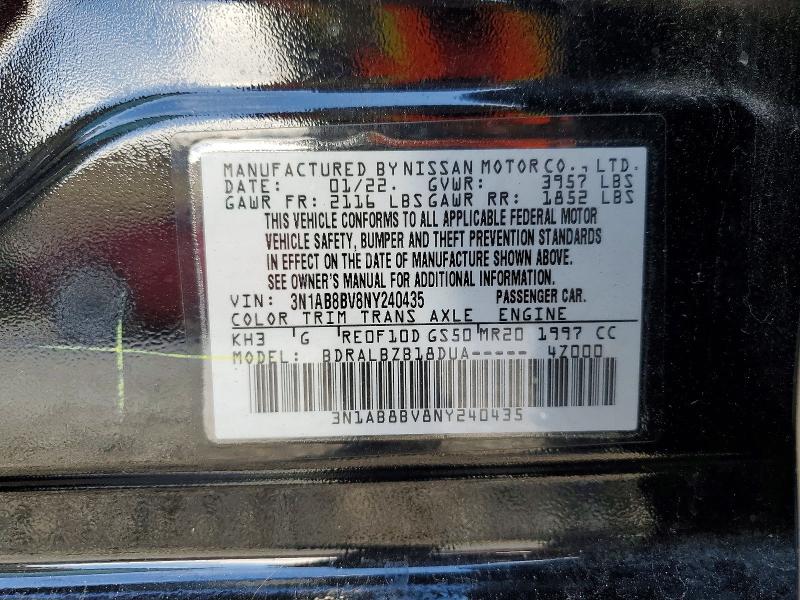 MANUFACTURED BY NISSAN MOTOR CO., LTD.
DATE: 01/22. GVWR: 3957 LBS
GAWR FR: 2116 LBS GAWR RR: 1852 LBS
THIS VEHICLE CONFORMS TO ALL APPLICABLE FEDERAL MOTOR
VEHICLE SAFETY, BUMPER AND THEFT PREVENTION STANDARDS
IN EFFECT ON THE DATE OF MANUFACTURE SHOWN ABOVE.
SEE OWNER'S MANUAL FOR ADDITIONAL INFORMATION.
VIN: 3N1AB8BV8NY240435 PASSENGER CAR.
COLOR TRIM TRANS AXLE ENGINE
KH3 G RE0F10D GS50 MR20 1997 CC
MODEL: BDRALBZB18DUA----- 4Z000
3N1AB8BV8NY240435